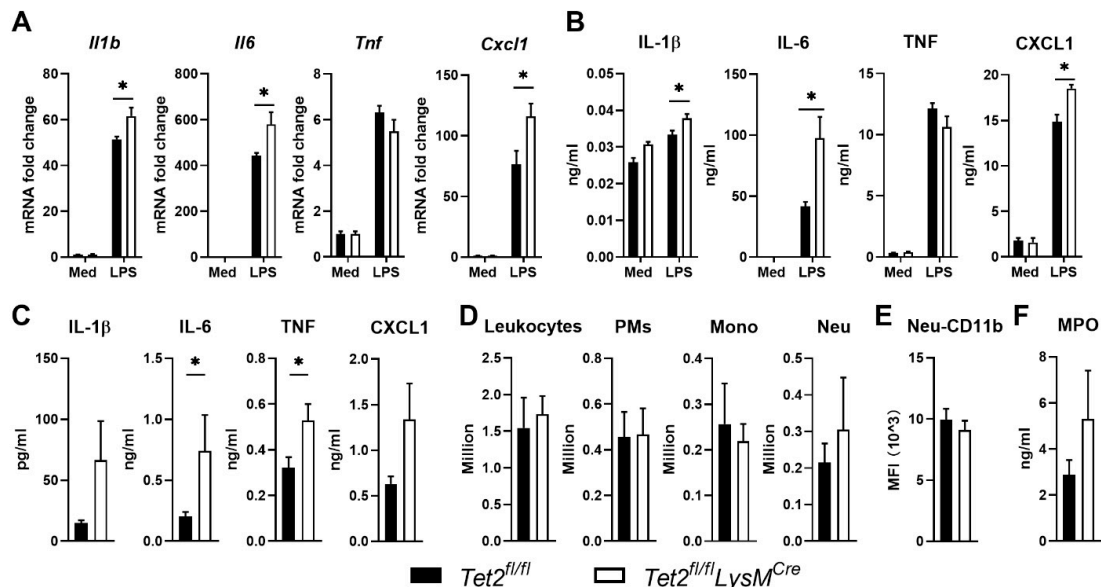 A
B
Il1b
Il6
Tnf
Cxcl1
IL-1β
IL-6
TNF
CXCL1
mRNA fold change
80
60
40
20
0
*
Med LPS
mRNA fold change
800
600
400
200
0
*
Med LPS
mRNA fold change
8
6
4
2
0
Med LPS
mRNA fold change
150
100
50
0
*
Med LPS
ng/ml
0.05
0.04
0.03
0.02
0.01
0.00
*
Med LPS
ng/ml
150
100
50
0
*
Med LPS
ng/ml
15
10
5
0
Med LPS
ng/ml
20
15
10
5
0
*
Med LPS
C
D
E
F
IL-1β
IL-6
TNF
CXCL1
Leukocytes
PMs
Mono
Neu
Neu-CD11b
MPO
pg/ml
150
100
50
0
ng/ml
1.5
1.0
0.5
0.0
*
ng/ml
0.8
0.6
0.4
0.2
0.0
*
ng/ml
2.0
1.5
1.0
0.5
0.0
Million
2.5
2.0
1.5
1.0
0.5
0.0
Million
0.8
0.6
0.4
0.2
0.0
Million
0.4
0.3
0.2
0.1
0.0
Million
0.5
0.4
0.3
0.2
0.1
0.0
MFI (10^3)
15
10
5
0
ng/ml
8
6
4
2
0
Tet2fl/fl
Tet2fl/flLysMCre